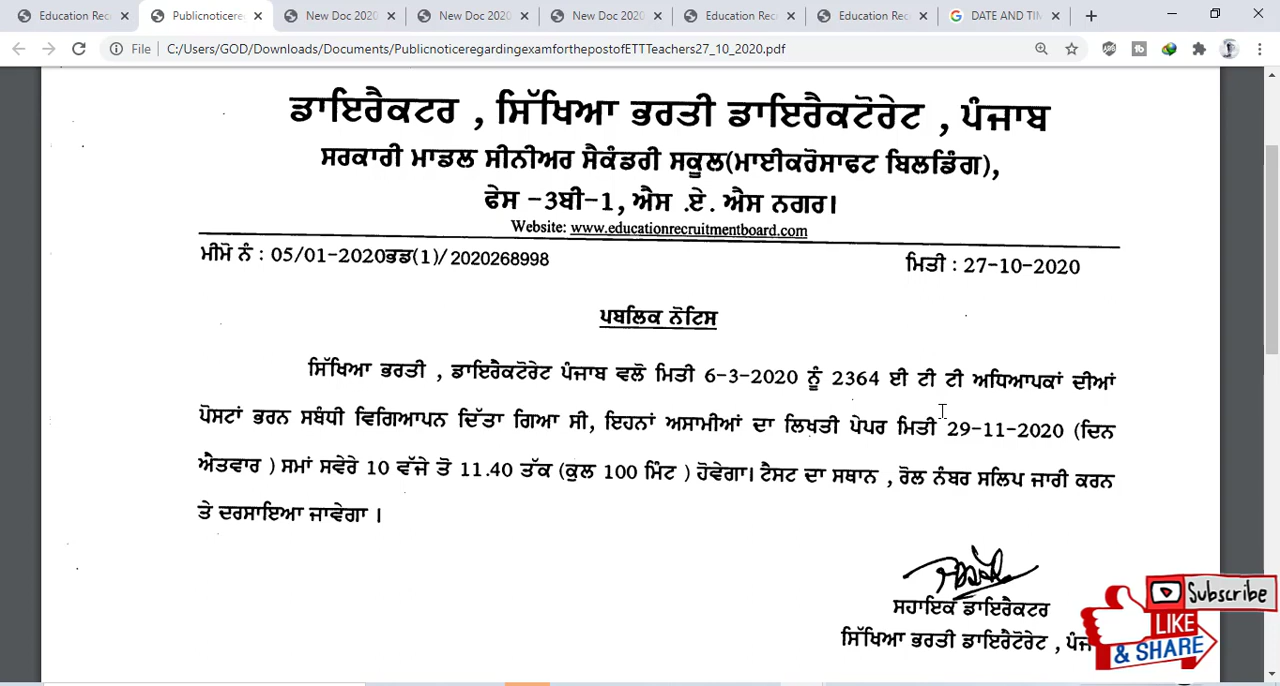 Education Rec
Publicnoticere
New Doc 2020
New Doc 2020
New Doc 2020
Education Rec
Education Rec
DATE AND TIM
File
C:/Users/GOD/Downloads/Documents/PublicnoticeregardingexamforthepostofETTTeachers27_10_2020.pdf
ਡਾਇਰੈਕਟਰ , ਸਿੱਖਿਆ ਭਰਤੀ ਡਾਇਰੈਕਟੋਰੇਟ , ਪੰਜਾਬ
ਸਰਕਾਰੀ ਮਾਡਲ ਸੀਨੀਅਰ ਸੈਕੰਡਰੀ ਸਕੂਲ(ਮਾਈਕਰੋਸਾਫਟ ਬਿਲਡਿੰਗ),
ਫੇਸ -3ਬੀ-1, ਐਸ .ਏ. ਐਸ ਨਗਰ।
Website: www.educationrecruitmentboard.com
ਮੀਮੋ ਨੰ : 05/01-2020ਭਡ(1)/ 2020268998
ਮਿਤੀ : 27-10-2020
ਪਬਲਿਕ ਨੋਟਿਸ
ਸਿੱਖਿਆ ਭਰਤੀ , ਡਾਇਰੈਕਟੋਰੇਟ ਪੰਜਾਬ ਵਲੋ ਮਿਤੀ 6-3-2020 ਨੂੰ 2364 ਈ ਟੀ ਟੀ ਅਧਿਆਪਕਾਂ ਦੀਆਂ
ਪੋਸਟਾਂ ਭਰਨ ਸਬੰਧੀ ਵਿਗਿਆਪਨ ਦਿੱਤਾ ਗਿਆ ਸੀ, ਇਹਨਾਂ ਅਸਾਮੀਆਂ ਦਾ ਲਿਖਤੀ ਪੇਪਰ ਮਿਤੀ 29-11-2020 (ਦਿਨ
ਐਤਵਾਰ ) ਸਮਾਂ ਸਵੇਰੇ 10 ਵੱਜੇ ਤੋ 11.40 ਤੱਕ (ਕੁਲ 100 ਮਿੰਟ ) ਹੋਵੇਗਾ। ਟੈਸਟ ਦਾ ਸਥਾਨ , ਰੋਲ ਨੰਬਰ ਸਲਿਪ ਜਾਰੀ ਕਰਨ
ਤੇ ਦਰਸਾਇਆ ਜਾਵੇਗਾ ।
ਸਹਾਇਕ ਡਾਇਰੈਕਟਰ
ਸਿੱਖਿਆ ਭਰਤੀ ਡਾਇਰੈਟੋਰੇਟ ,
Subscribe
LIKE
& SHARE